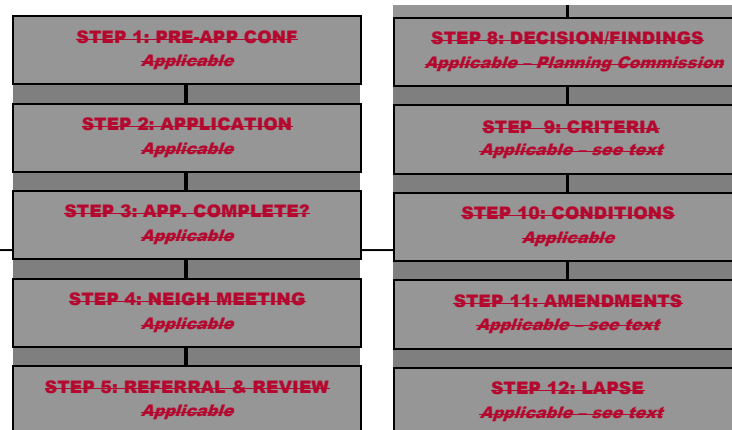 STEP 1: PRE-APP CONF
Applicable
STEP 2: APPLICATION
Applicable
STEP 3: APP. COMPLETE?
Applicable
STEP 4: NEIGH MEETING
Applicable
STEP 5: REFERRAL & REVIEW
Applicable
STEP 8: DECISION/FINDINGS
Applicable – Planning Commission
STEP 9: CRITERIA
Applicable – see text
STEP 10: CONDITIONS
Applicable
STEP 11: AMENDMENTS
Applicable – see text
STEP 12: LAPSE
Applicable – see text